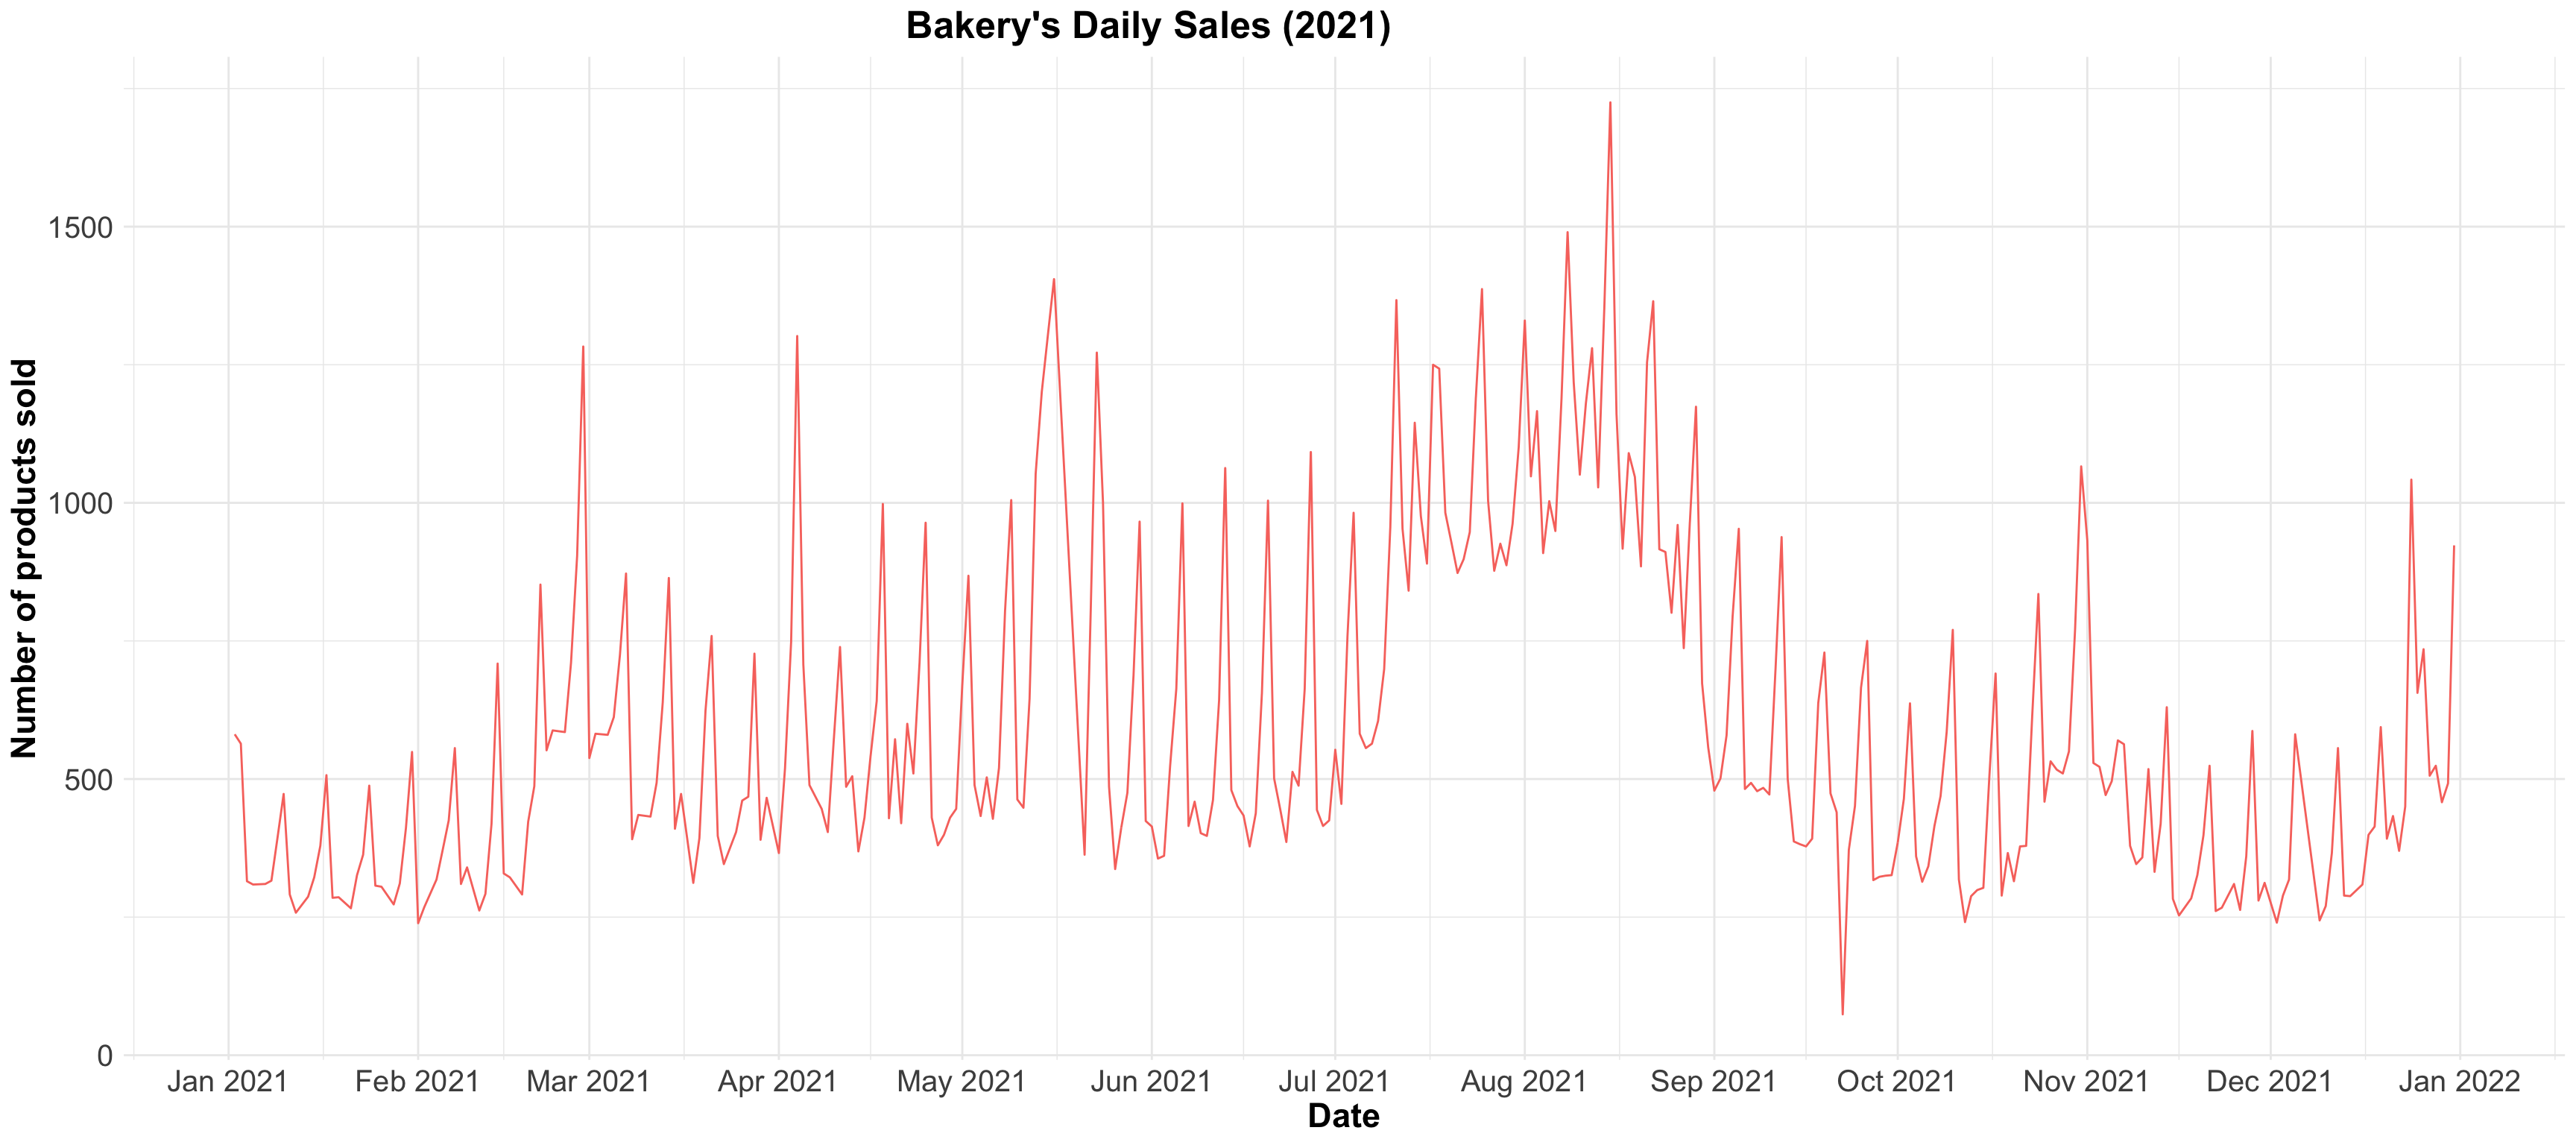 Bakery's Daily Sales (2021)
Number of products sold
1500
1000
500
0
Jan 2021 Feb 2021 Mar 2021 Apr 2021 May 2021 Jun 2021 Jul 2021 Aug 2021 Sep 2021 Oct 2021 Nov 2021 Dec 2021 Jan 2022
Date